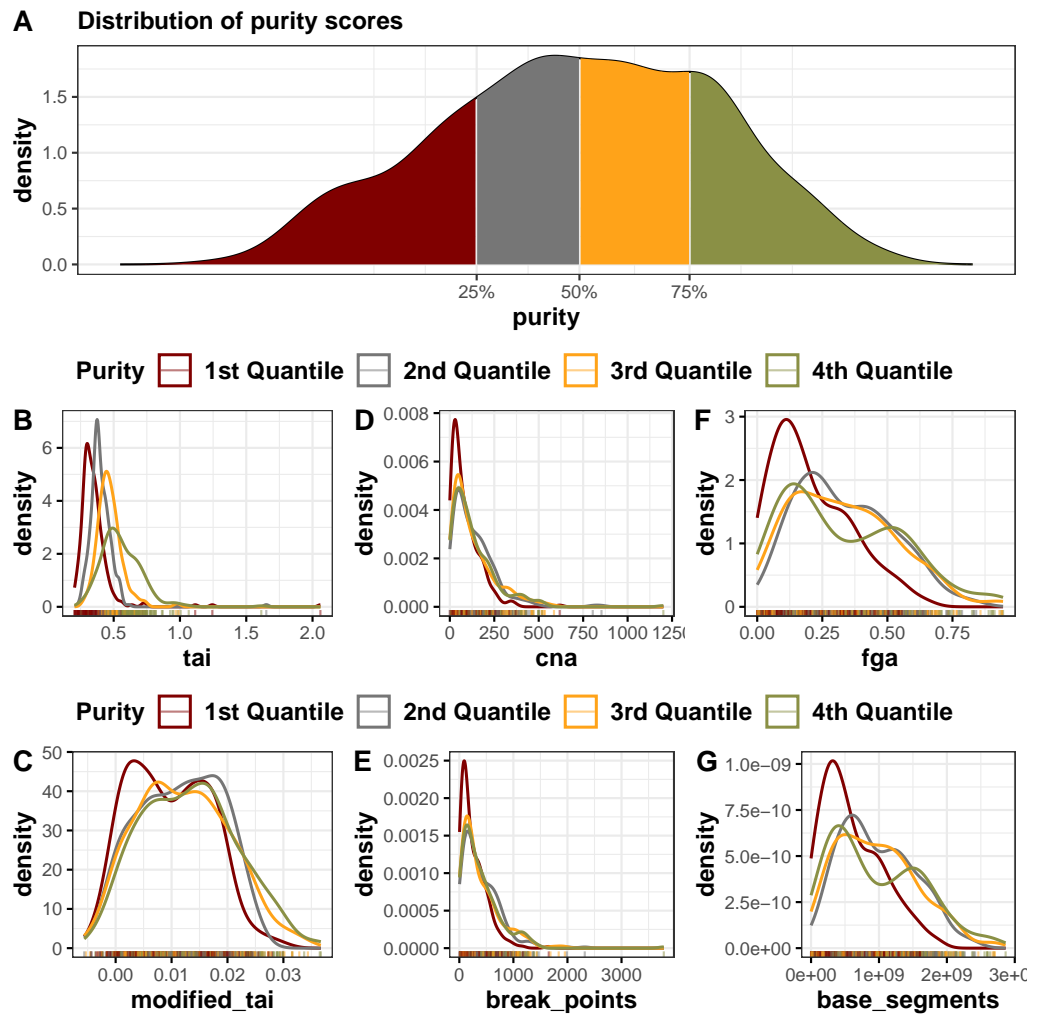 A Distribution of purity scores
density
1.5
1.0
0.5
0.0
25% 50% 75%
purity
Purity 1st Quantile 2nd Quantile 3rd Quantile 4th Quantile
B
density
6
4
2
0
0.5 1.0 1.5 2.0
tai
D
density
0.008
0.006
0.004
0.002
0.000
0 250 500 750 1000 125
cna
F
density
3
2
1
0
0.00 0.25 0.50 0.75
fga
Purity 1st Quantile 2nd Quantile 3rd Quantile 4th Quantile
C
density
50
40
30
20
10
0
0.00 0.01 0.02 0.03
modified_tai
E
density
0.0025
0.0020
0.0015
0.0010
0.0005
0.0000
0 1000 2000 3000
break_points
G
density
1.0e−09
7.5e−10
5.0e−10
2.5e−10
0.0e+00
0e+00 1e+09 2e+09 3e+0
base_segments